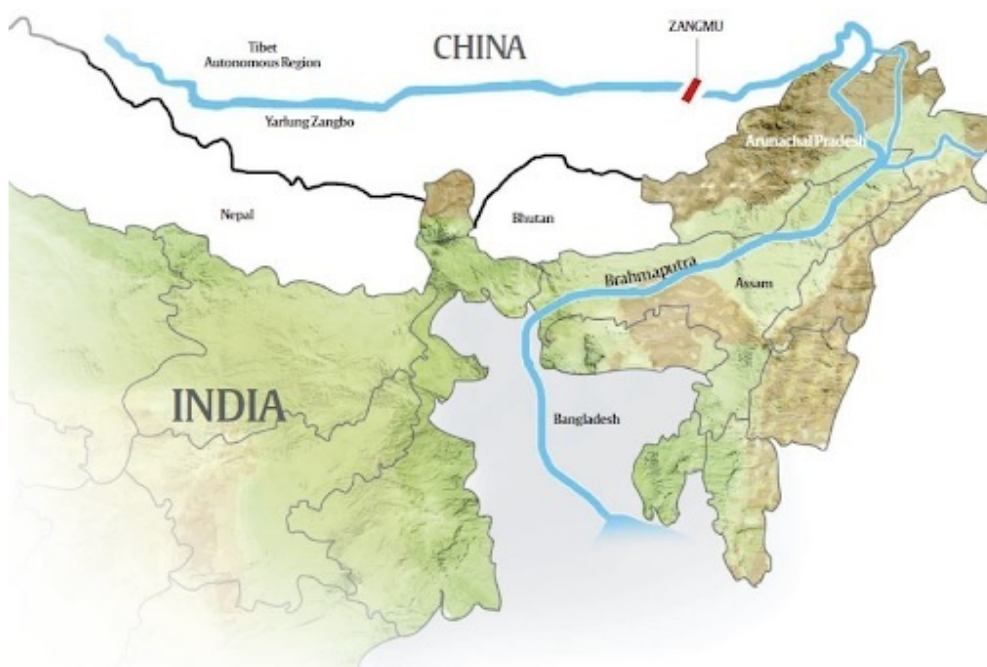 ZANGMU
CHINA
Tibet
Autonomous Region
Yarlung Zangbo
Arunachal Pradesh
Nepal
Bhutan
Brahmaputra
Assam
INDIA
Bangladesh